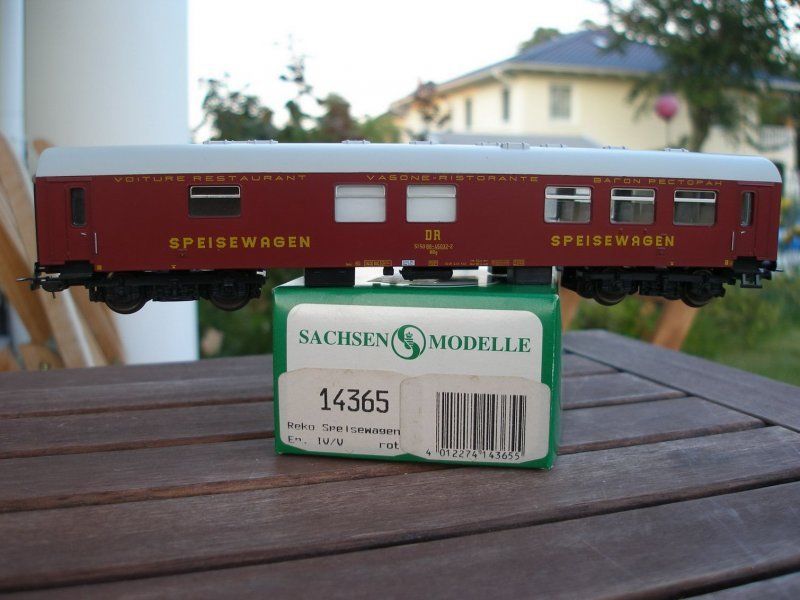 VOITURE RESTAURANT VAGONE-RISTORANTE ВАГОН РЕСТОРАН
SPEISEWAGEN DR SPEISEWAGEN
SACHSEN S MODELLE
14365
Reko Speisewagen
Ep. IV/V rot
4 012274 143655